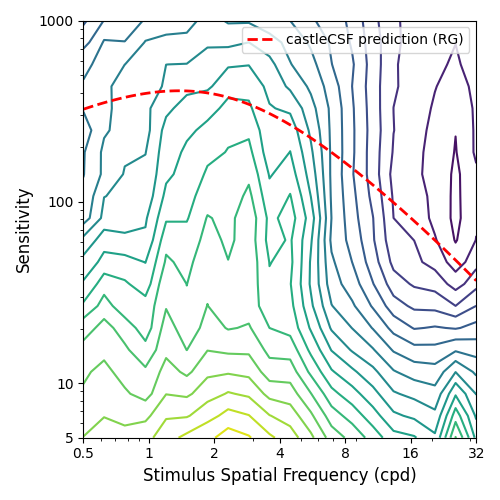 1000
castleCSF prediction (RG)
100
10
5
Sensitivity
0.5 1 2 4 8 16 32
Stimulus Spatial Frequency (cpd)